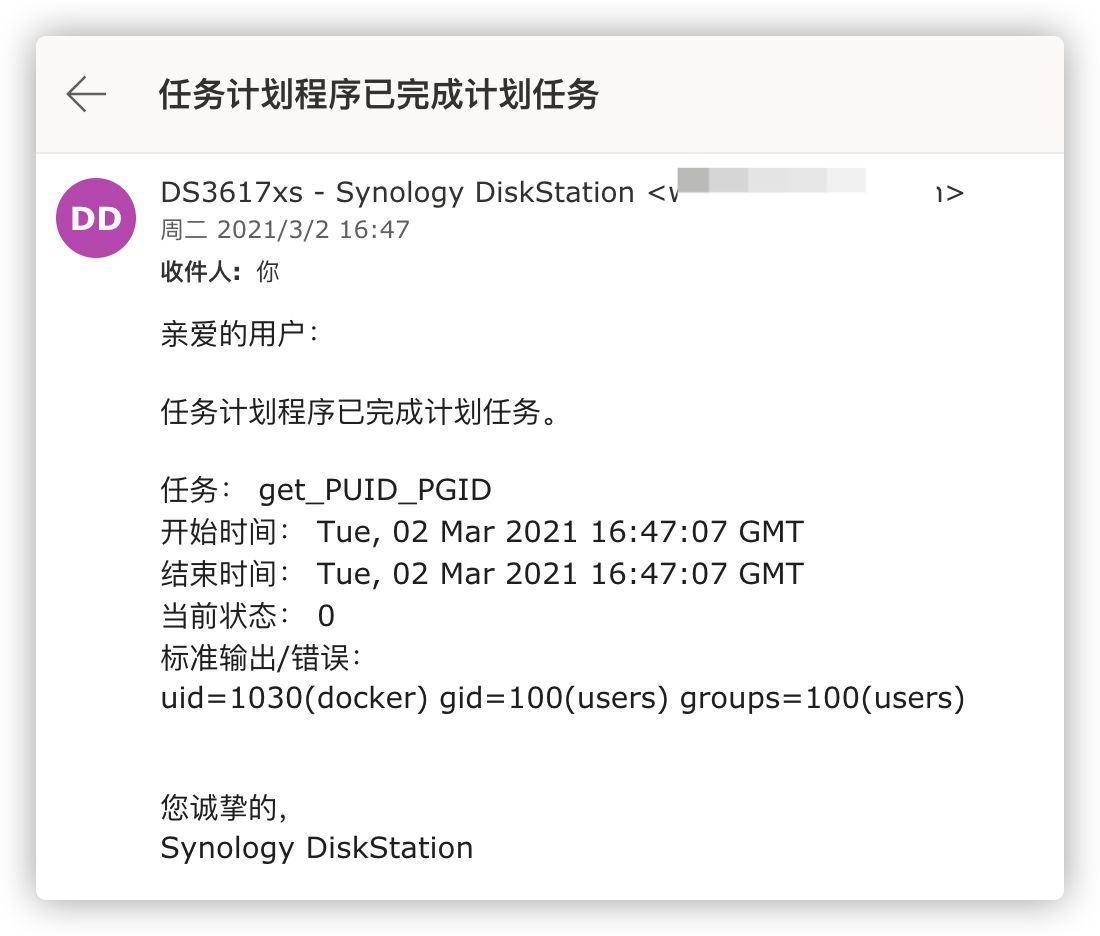 任务计划程序已完成计划任务
DD
DS3617xs - Synology DiskStation <
>
周二 2021/3/2 16:47
收件人: 你
亲爱的用户：
任务计划程序已完成计划任务。
任务： get_PUID_PGID
开始时间： Tue, 02 Mar 2021 16:47:07 GMT
结束时间： Tue, 02 Mar 2021 16:47:07 GMT
当前状态： 0
标准输出/错误：
uid=1030(docker) gid=100(users) groups=100(users)
您诚挚的，
Synology DiskStation